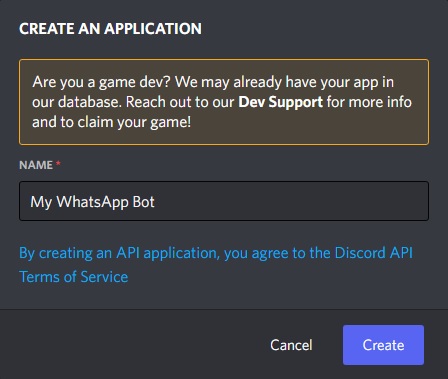 CREATE AN APPLICATION
Are you a game dev? We may already have your app in
our database. Reach out to our Dev Support for more info
and to claim your game!
NAME *
My WhatsApp Bot
By creating an API application, you agree to the Discord API
Terms of Service
Cancel Create